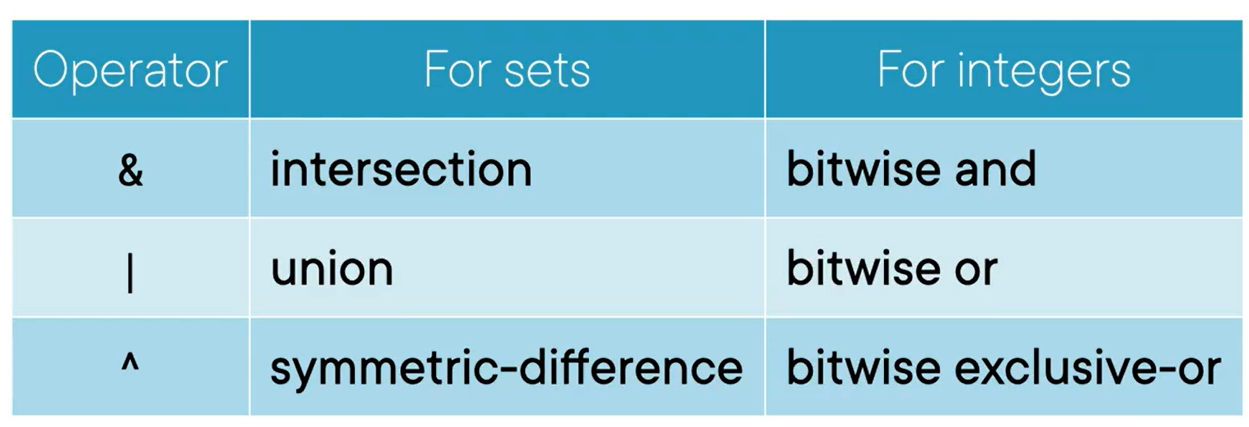 Operator For sets For integers
& intersection bitwise and
| union bitwise or
^ symmetric-difference bitwise exclusive-or